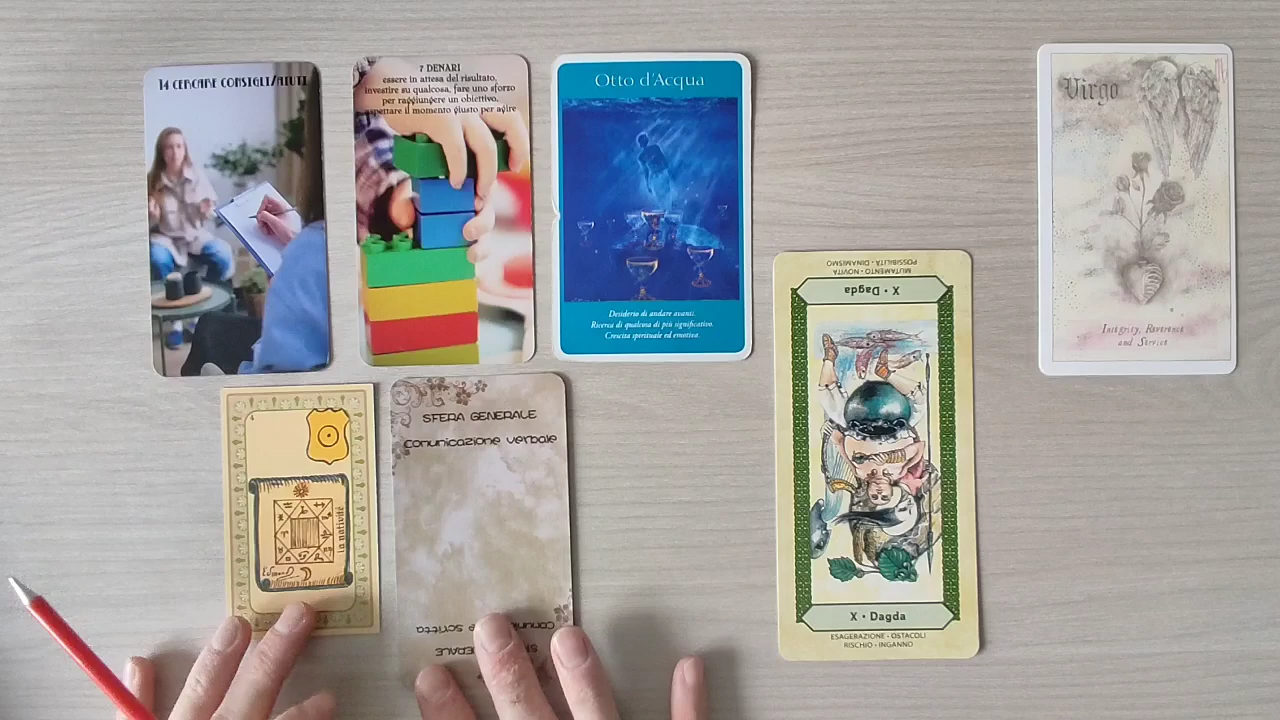 14 CERCARE CONSIGLI/AIUTI
7 DENARI
essere in attesa del risultato,
investire su qualcosa, fare uno sforzo
per raggiungere un obiettivo,
aspettare il momento giusto per agire
Otto d'Acqua
Desiderio di andare avanti.
Ricerca di qualcosa di più significativo.
Crescita spirituale ed emotiva.
Virgo
Integrity, Reverence
and Service
MUTAMENTO • NOVITÀ
POSSIBILITÀ • DINAMISMO
X • Dagda
X • Dagda
ESAGERAZIONE • OSTACOLI
RISCHIO • INGANNO
la nativité
SFERA GENERALE
Comunicazione verbale
scritta